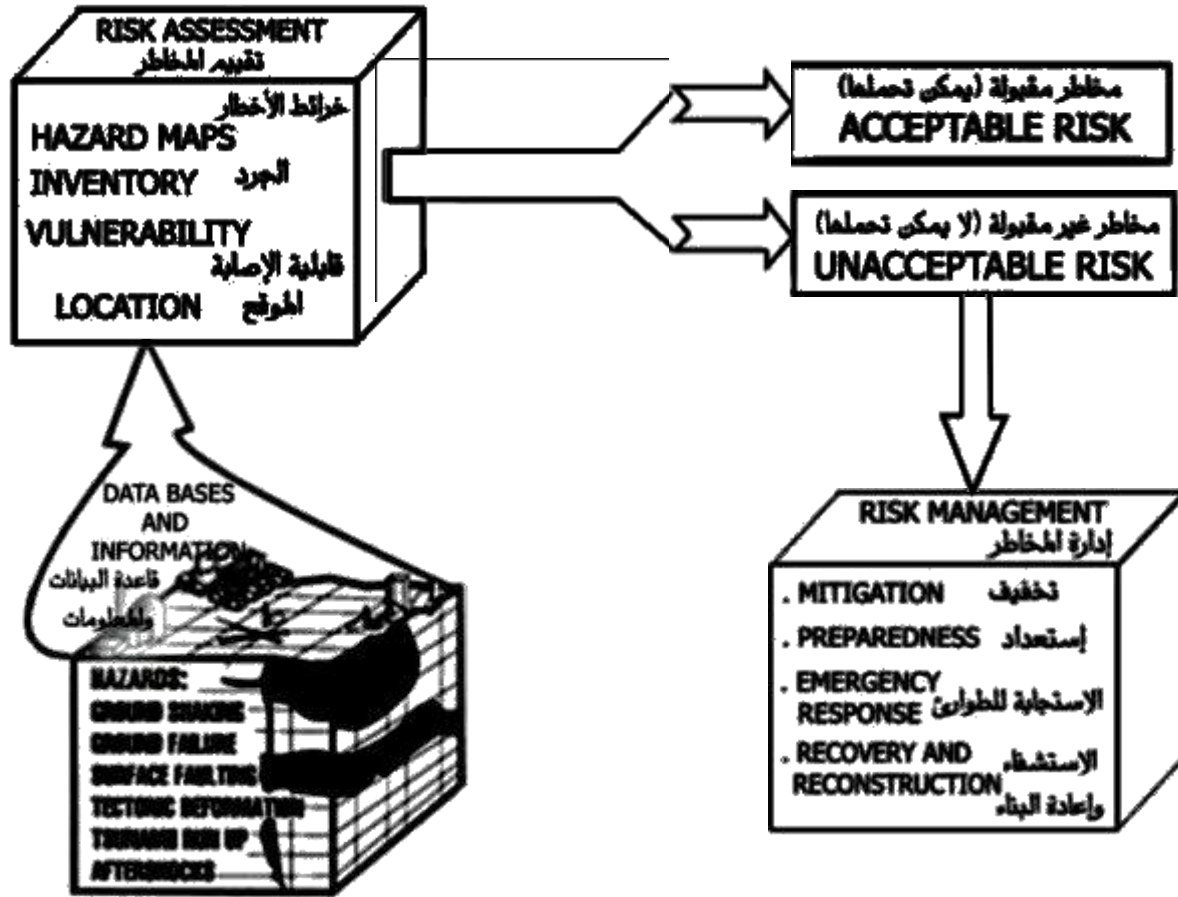 RISK ASSESSMENT
تقييم المخاطر
خرائط الأخطار
HAZARD MAPS
INVENTORY الجرد
VULNERABILITY
قابلية الإصابة
LOCATION الموقع
مخاطر مقبولة (يمكن تحملها)
ACCEPTABLE RISK
مخاطر غير مقبولة (لا يمكن تحملها)
UNACCEPTABLE RISK
DATA BASES
AND
INFORMATION
قاعدة البيانات
والمعلومات
HAZARDS:
GROUND SHAKING
GROUND FAILURE
SURFACE FAULTING
TECTONIC DEFORMATION
TSUNAMI RUN UP
AFTERSHOCKS
RISK MANAGEMENT
إدارة المخاطر
. MITIGATION تخفيف
. PREPAREDNESS إستعداد
. EMERGENCY
RESPONSE الإستجابة للطوارئ
. RECOVERY AND الإستشفاء
RECONSTRUCTION
وإعادة البناء